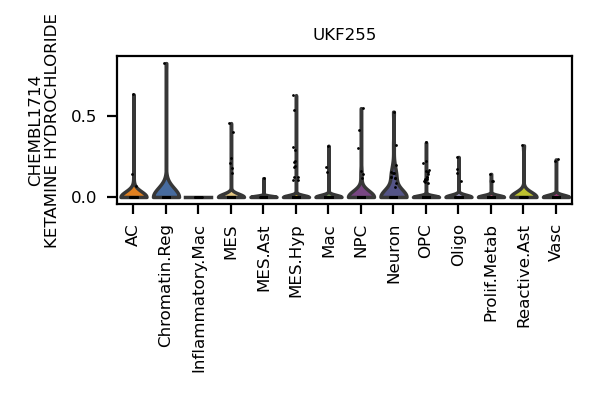 UKF255
CHEMBL1714
KETAMINE HYDROCHLORIDE
0.5
0.0
AC
Chromatin.Reg
Inflammatory.Mac
MES
MES.Ast
MES.Hyp
Mac
NPC
Neuron
OPC
Oligo
Prolif.Metab
Reactive.Ast
Vasc